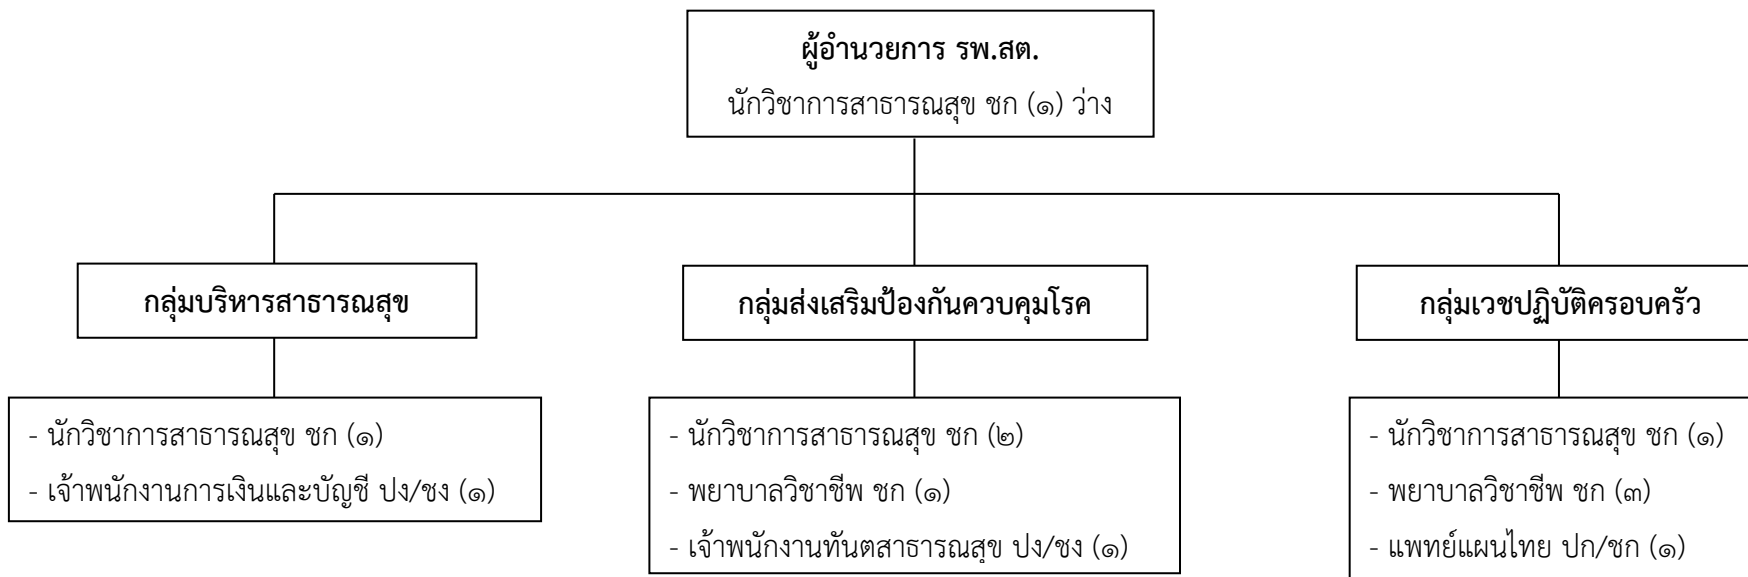 ผู้อำนวยการ รพ.สต.
นักวิชาการสาธารณสุข ชก (๑) ว่าง
กลุ่มบริหารสาธารณสุข
- นักวิชาการสาธารณสุข ชก (๑)
- เจ้าพนักงานการเงินและบัญชี ปง/ชง (๑)
กลุ่มส่งเสริมป้องกันควบคุมโรค
- นักวิชาการสาธารณสุข ชก (๒)
- พยาบาลวิชาชีพ ชก (๑)
- เจ้าพนักงานทันตสาธารณสุข ปง/ชง (๑)
กลุ่มเวชปฏิบัติครอบครัว
- นักวิชาการสาธารณสุข ชก (๑)
- พยาบาลวิชาชีพ ชก (๓)
- แพทย์แผนไทย ปก/ชก (๑)